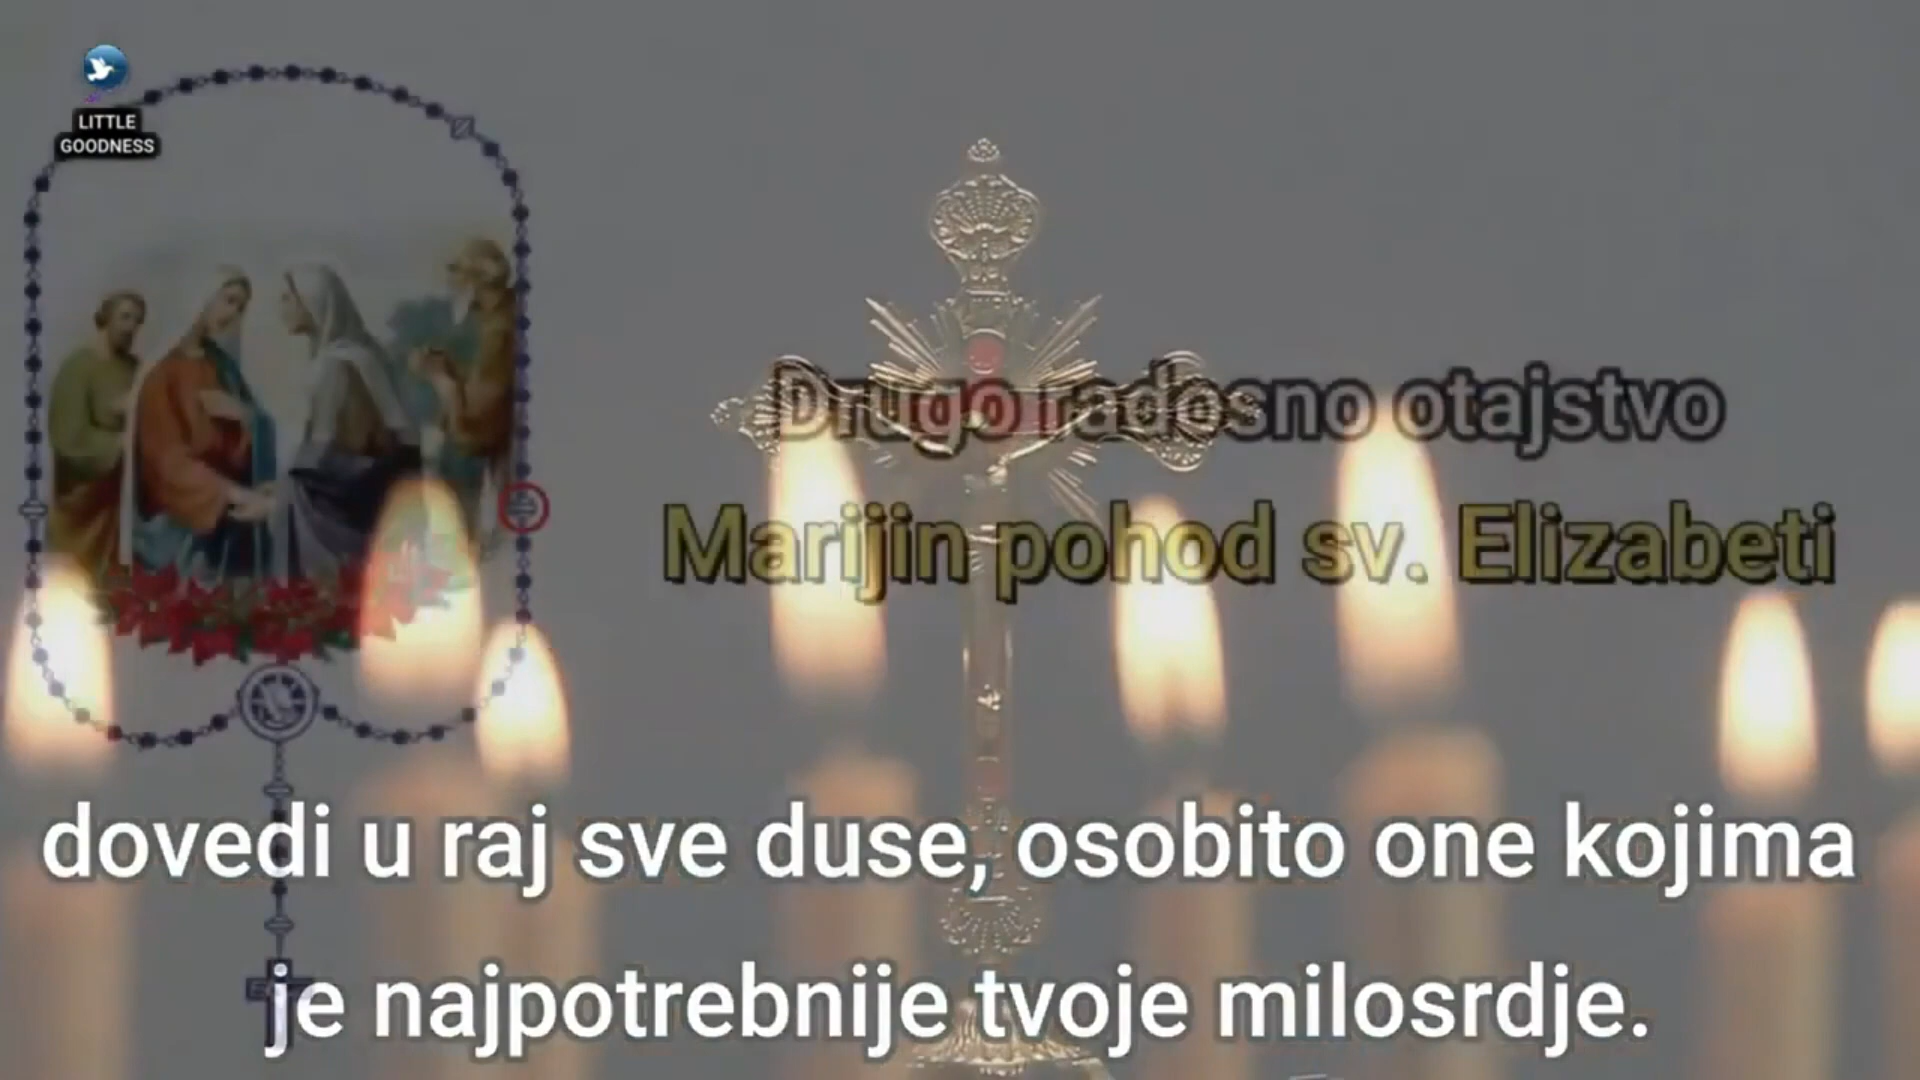 LITTLE
GOODNESS
Drugo radosno otajstvo
Marijin pohod sv. Elizabeti
dovedi u raj sve duse, osobito one kojima
je najpotrebnije tvoje milosrdje.